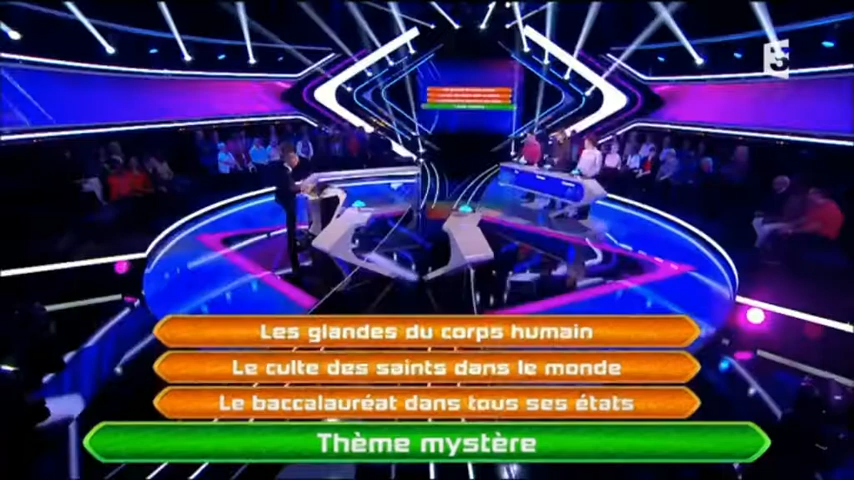 3
Les glandes du corps humain
Le culte des saints dans le monde
Le baccalauréat dans tous ses états
Thème mystère